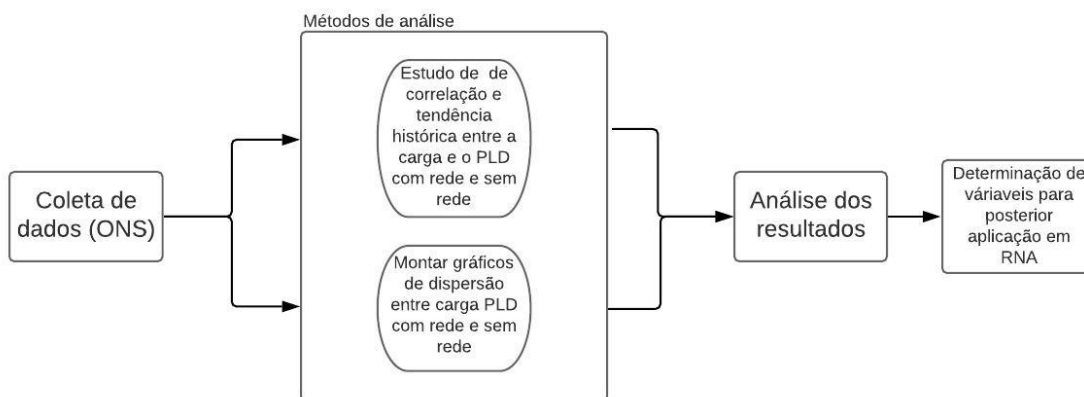 Métodos de análise
Coleta de
dados (ONS)
Estudo de de
correlação e
tendência
histórica entre a
carga e o PLD
com rede e sem
rede
Montar gráficos
de dispersão
entre carga PLD
com rede e sem
rede
Análise dos
resultados
Determinação de
váriaveis para
posterior
aplicação em
RNA